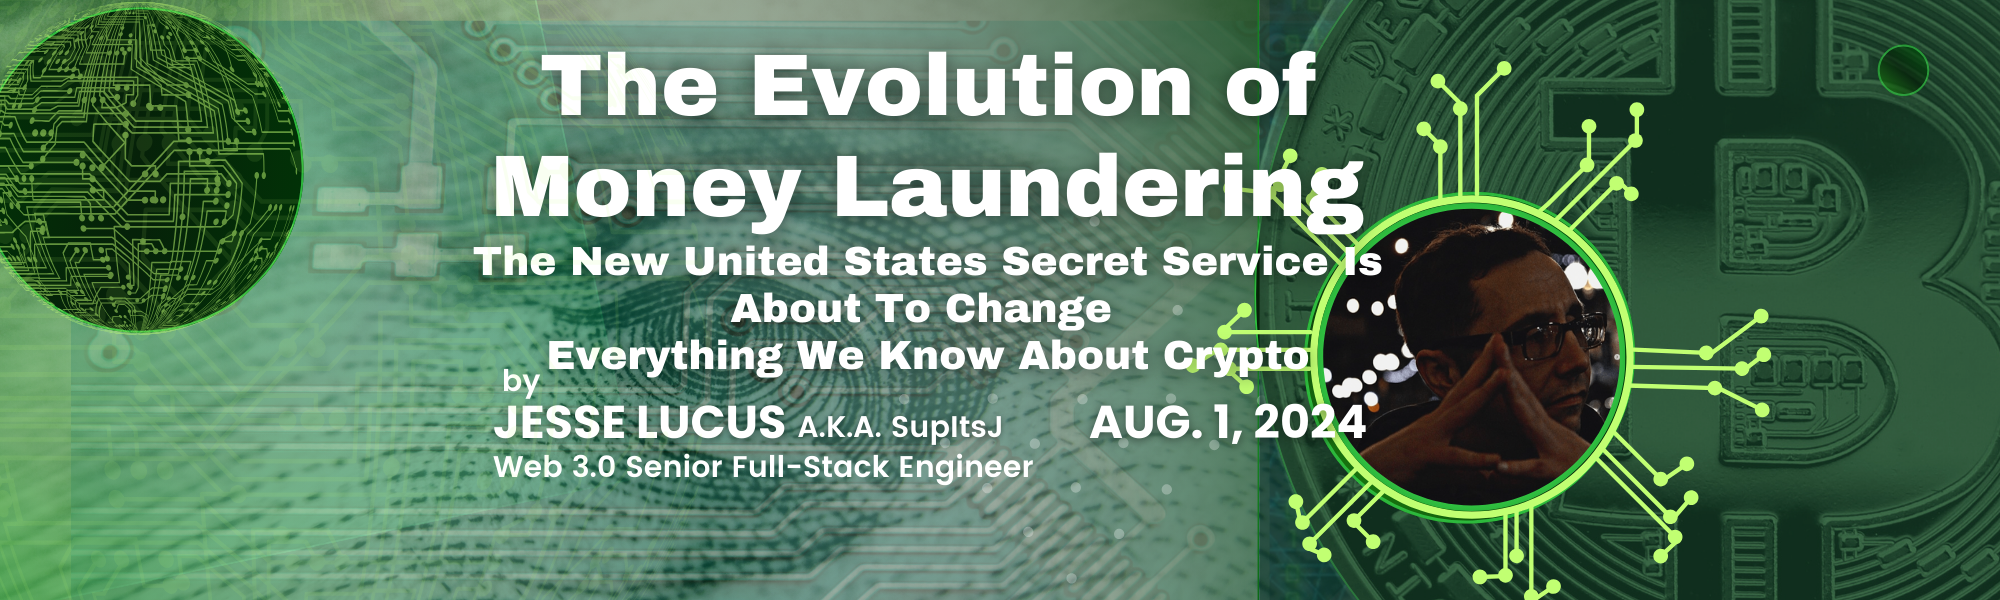 The Evolution of
Money Laundering
The New United States Secret Service Is
About To Change
Everything We Know About Crypto
by
JESSE LUCUS A.K.A. SupItsJ AUG. 1, 2024
Web 3.0 Senior Full-Stack Engineer